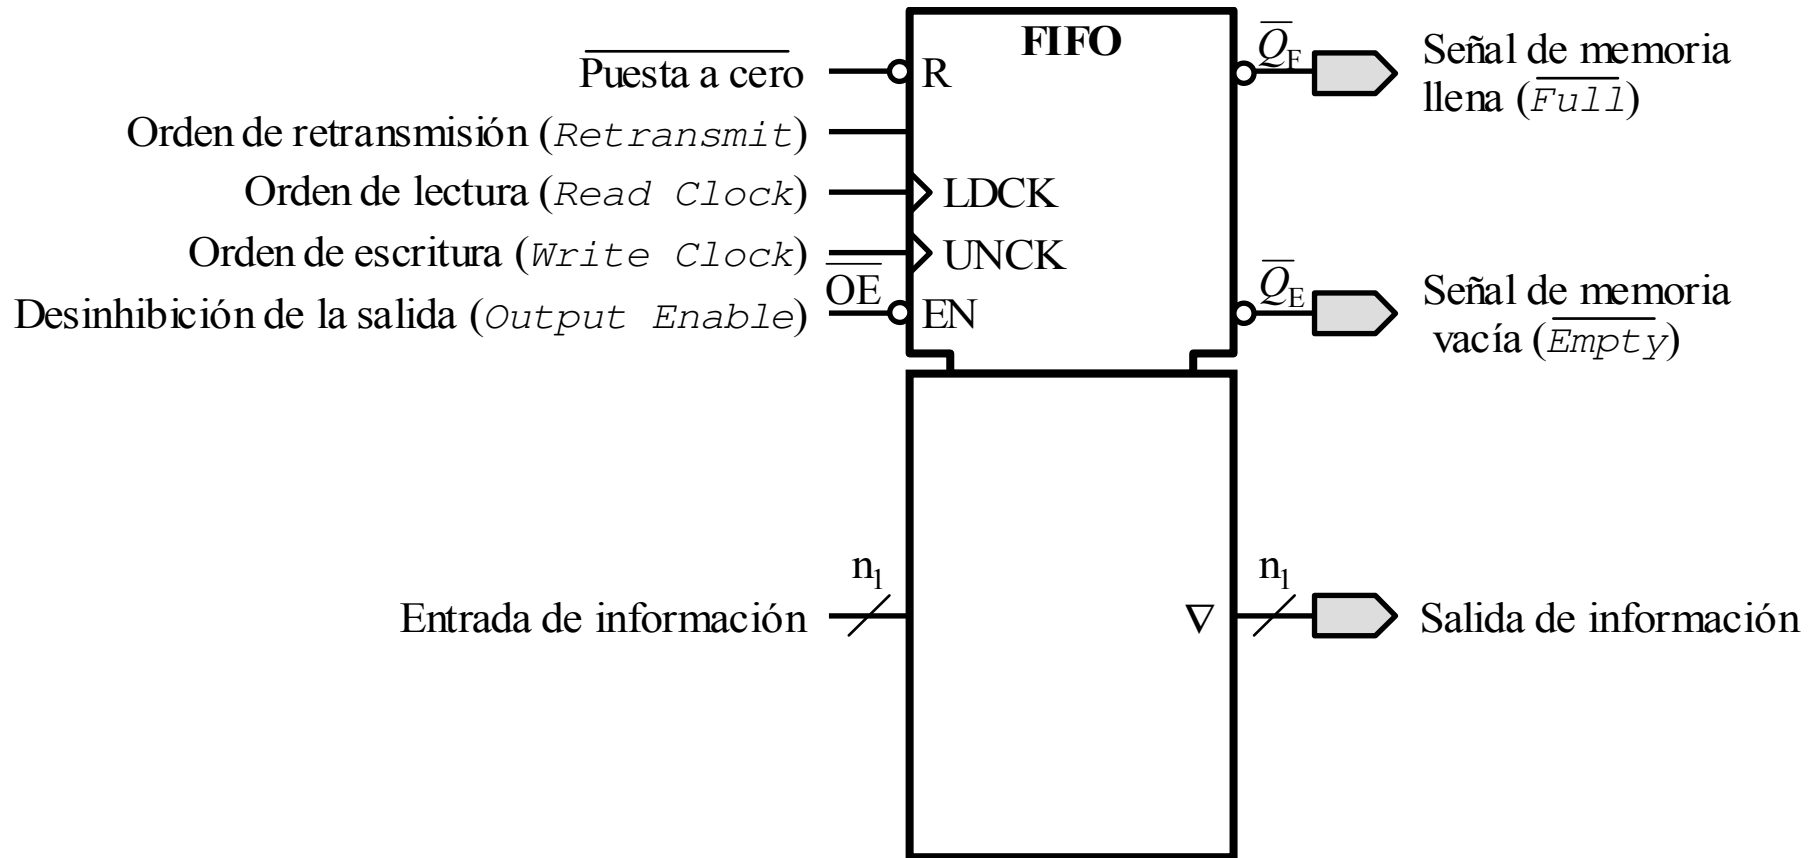 FIFO
Puesta a cero
R
Orden de retransmisión (Retransmit)
Orden de lectura (Read Clock)
LDCK
Orden de escritura (Write Clock)
UNCK
Desinhibición de la salida (Output Enable)
OE
EN
Q̅F
Señal de memoria
llena (Full)
Q̅E
Señal de memoria
vacía (Empty)
Entrada de información
n1
∇
n1
Salida de información